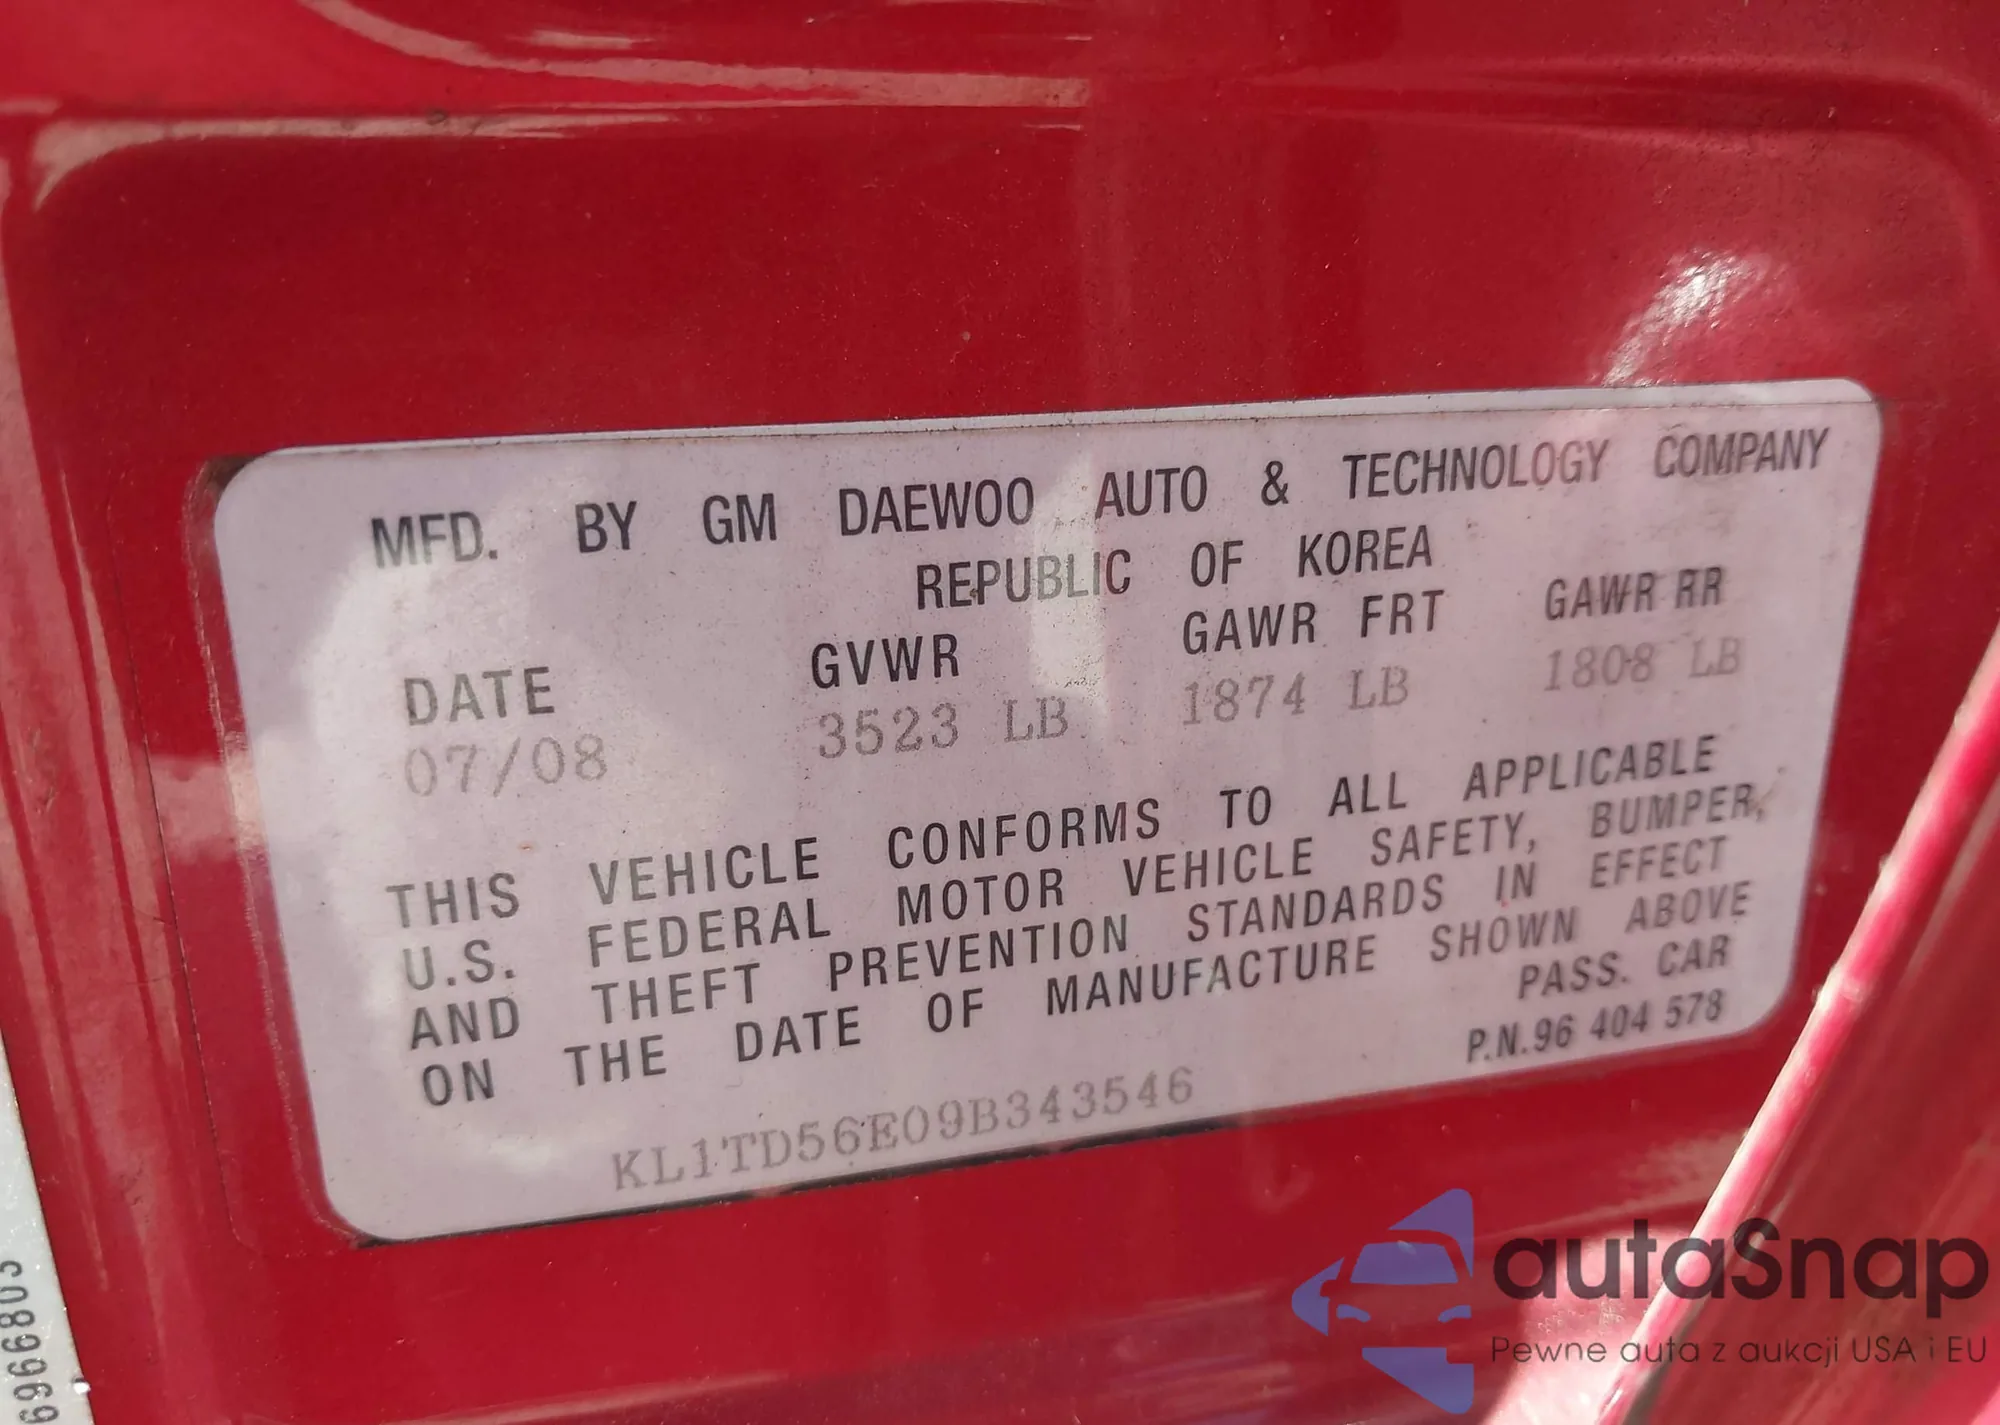 MFD. BY GM DAEWOO AUTO & TECHNOLOGY COMPANY
REPUBLIC OF KOREA
DATE GVWR GAWR FRT GAWR RR
07/08 3523 LB 1874 LB 1808 LB
THIS VEHICLE CONFORMS TO ALL APPLICABLE
U.S. FEDERAL MOTOR VEHICLE SAFETY, BUMPER,
AND THEFT PREVENTION STANDARDS IN EFFECT
ON THE DATE OF MANUFACTURE SHOWN ABOVE
PASS. CAR
P.N.96 404 578
KL1TD56E09B343546
autaSnap
Pewne auta z aukcji USA i EU